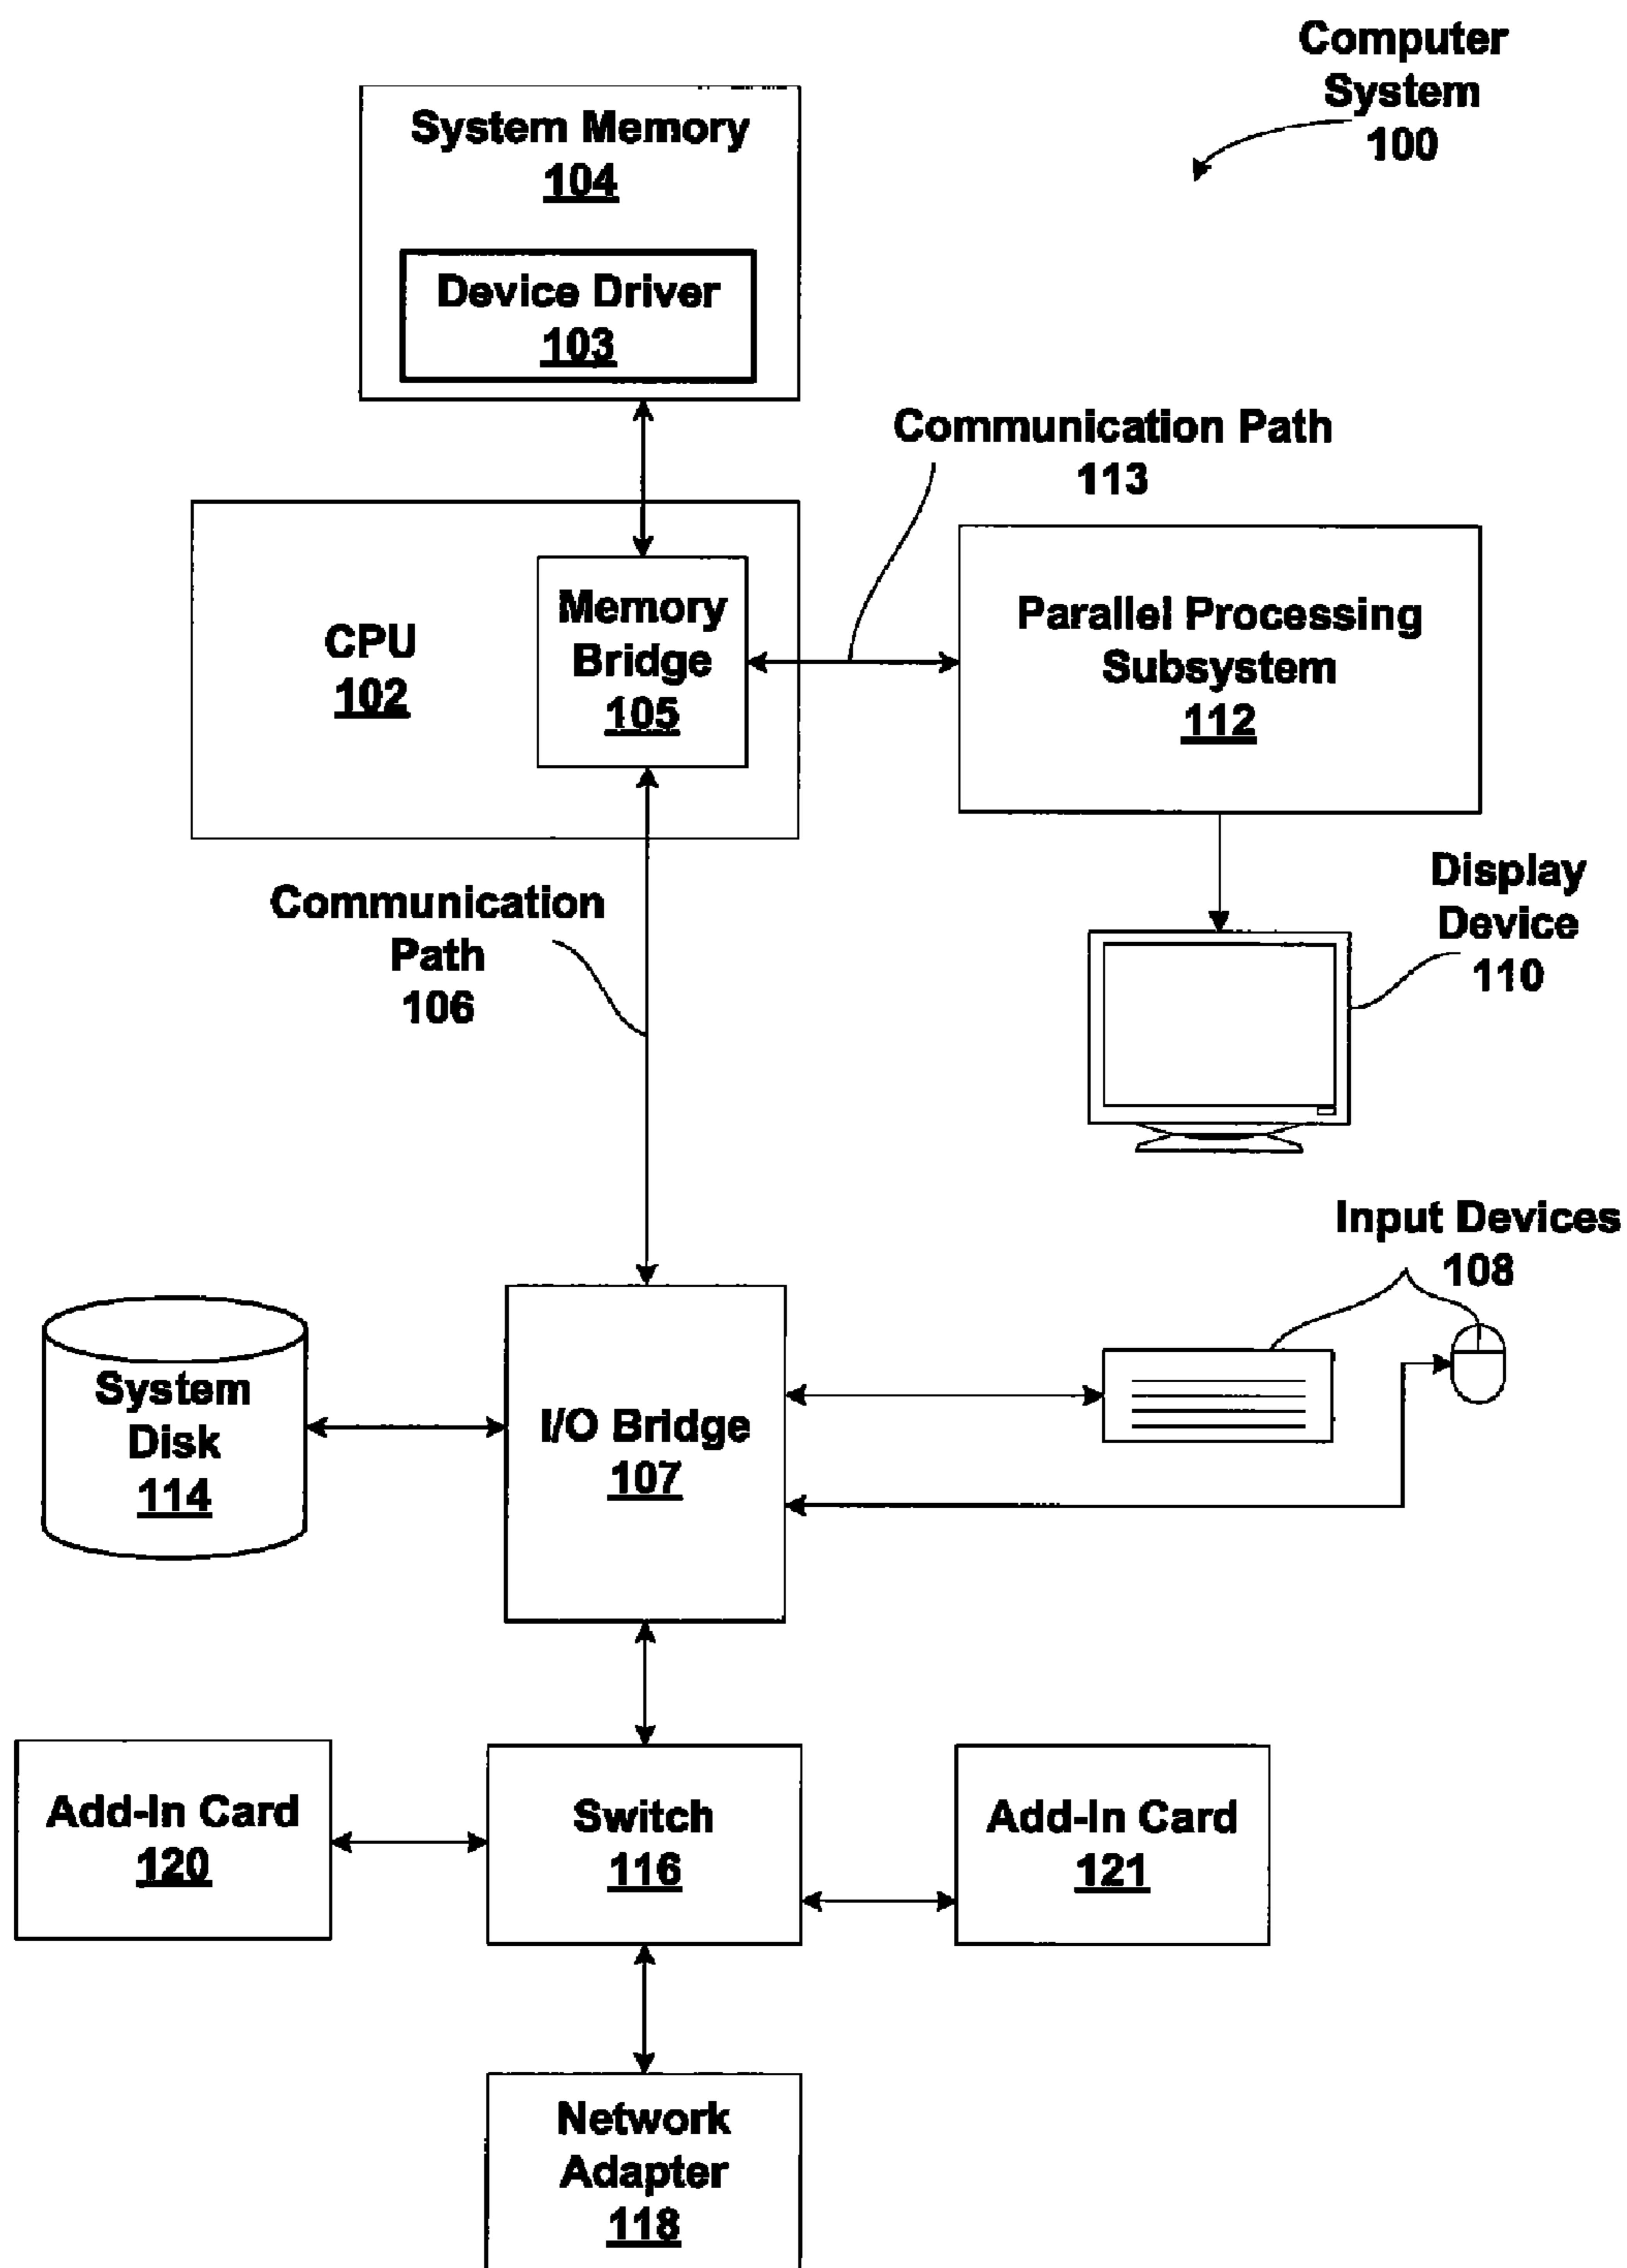 Computer
System
100
System Memory
104
Device Driver
103
Communication Path
113
CPU
102
Memory
Bridge
105
Parallel Processing
Subsystem
112
Communication
Path
106
Display
Device
110
Input Devices
108
System
Disk
114
I/O Bridge
107
Add-In Card
120
Switch
116
Add-In Card
121
Network
Adapter
118